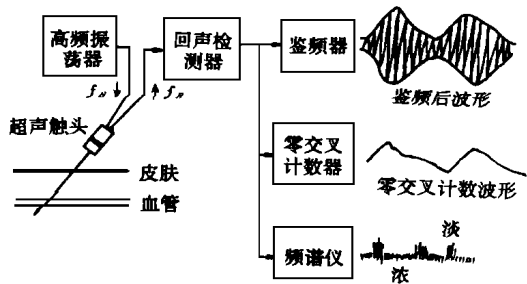 高频振
荡器
回声检
测器
鉴频器
鉴频后波形
超声触头
零交叉
计数器
零交叉计数波形
皮肤
血管
频谱仪
淡
浓